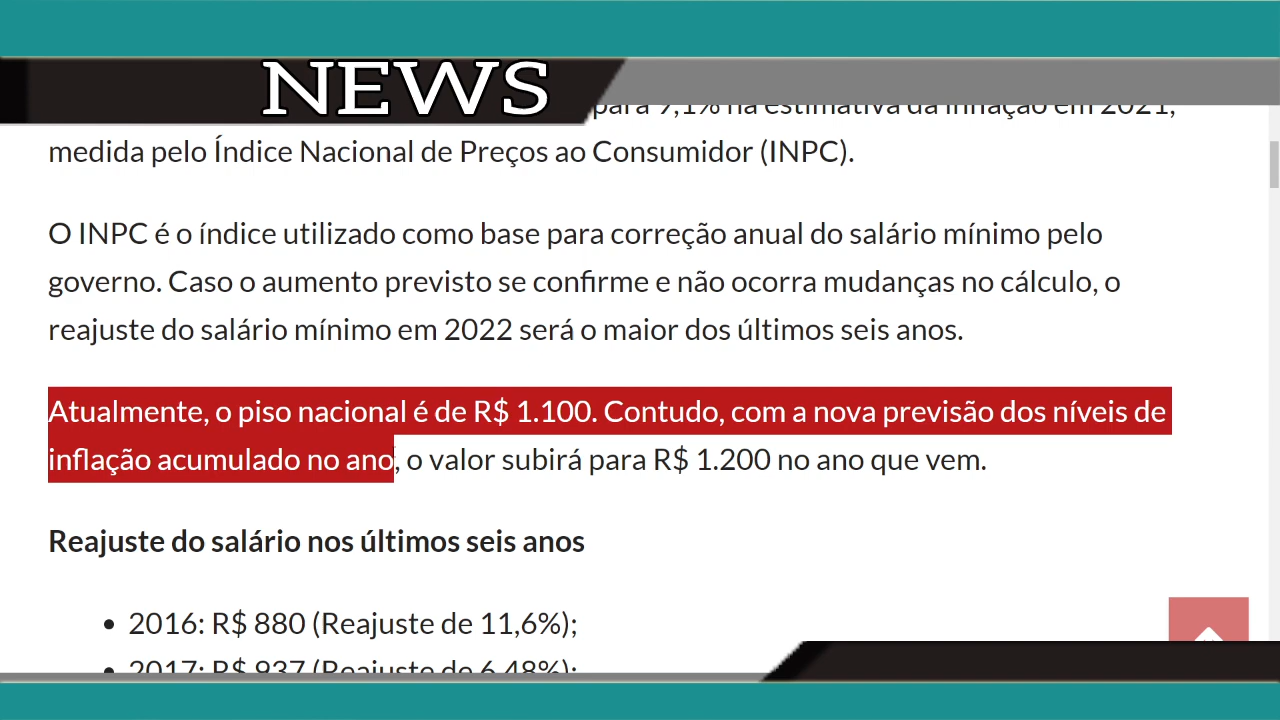 NEWS
para 9,1% na estimativa da inflação em 2021,
medida pelo Índice Nacional de Preços ao Consumidor (INPC).
O INPC é o índice utilizado como base para correção anual do salário mínimo pelo
governo. Caso o aumento previsto se confirme e não ocorra mudanças no cálculo, o
reajuste do salário mínimo em 2022 será o maior dos últimos seis anos.
Atualmente, o piso nacional é de R$ 1.100. Contudo, com a nova previsão dos níveis de
inflação acumulado no ano, o valor subirá para R$ 1.200 no ano que vem.
Reajuste do salário nos últimos seis anos
• 2016: R$ 880 (Reajuste de 11,6%);
• 2017: R$ 937 (Reajuste de 6,48%);